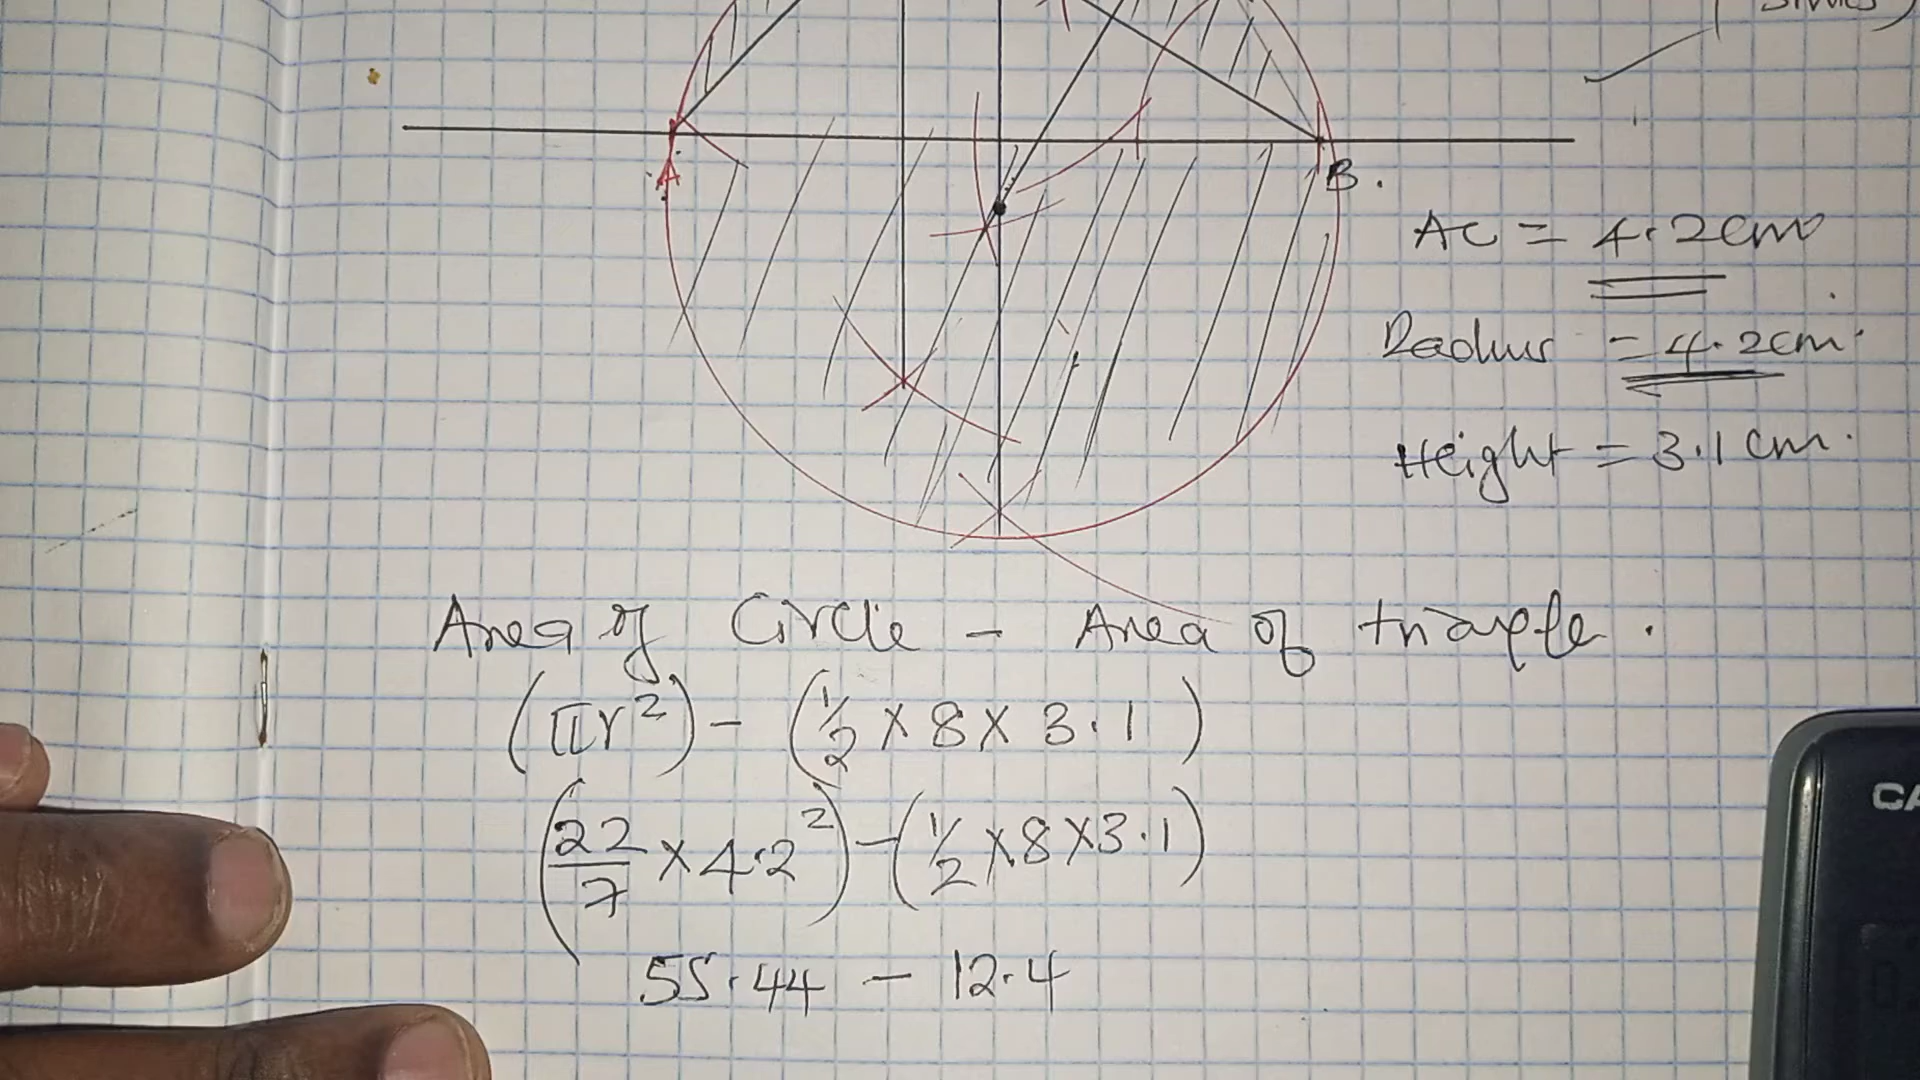 A
B.
AC = 4.2cm
Radius = 4.2cm.
Height = 3.1 cm.
Area of Circle - Area of triangle.
(πr²) - (½ × 8 × 3.1)
(22/7 × 4.2²) - (½ × 8 × 3.1)
55.44 - 12.4